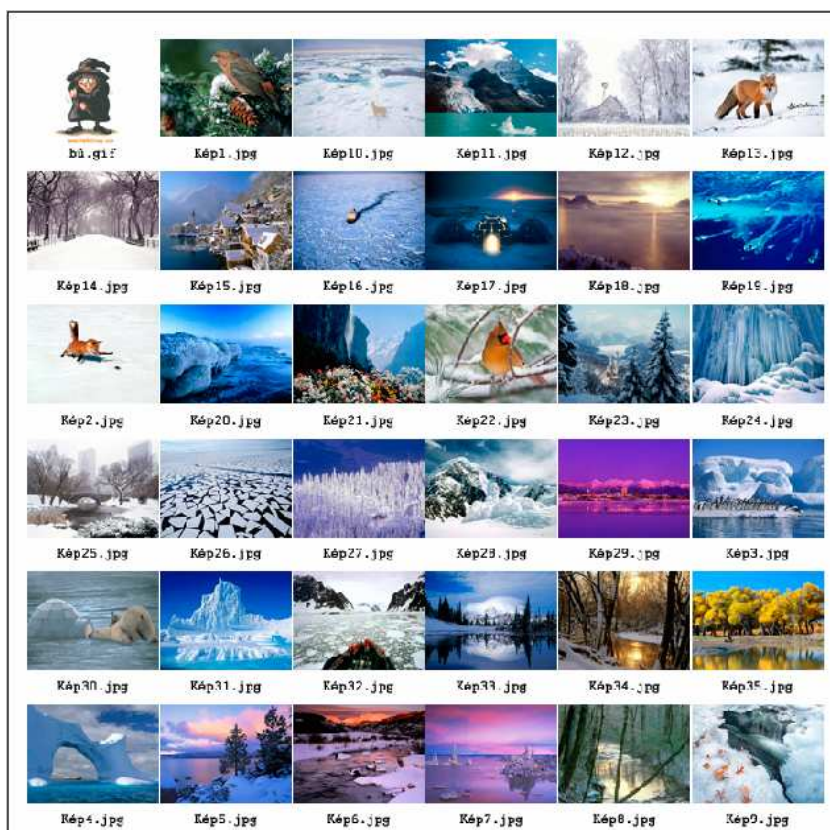 bú.gif Kép1.jpg Kép10.jpg Kép11.jpg Kép12.jpg Kép13.jpg
Kép14.jpg Kép15.jpg Kép16.jpg Kép17.jpg Kép18.jpg Kép19.jpg
Kép2.jpg Kép20.jpg Kép21.jpg Kép22.jpg Kép23.jpg Kép24.jpg
Kép25.jpg Kép26.jpg Kép27.jpg Kép28.jpg Kép29.jpg Kép3.jpg
Kép30.jpg Kép31.jpg Kép32.jpg Kép33.jpg Kép34.jpg Kép35.jpg
Kép4.jpg Kép5.jpg Kép6.jpg Kép7.jpg Kép8.jpg Kép9.jpg